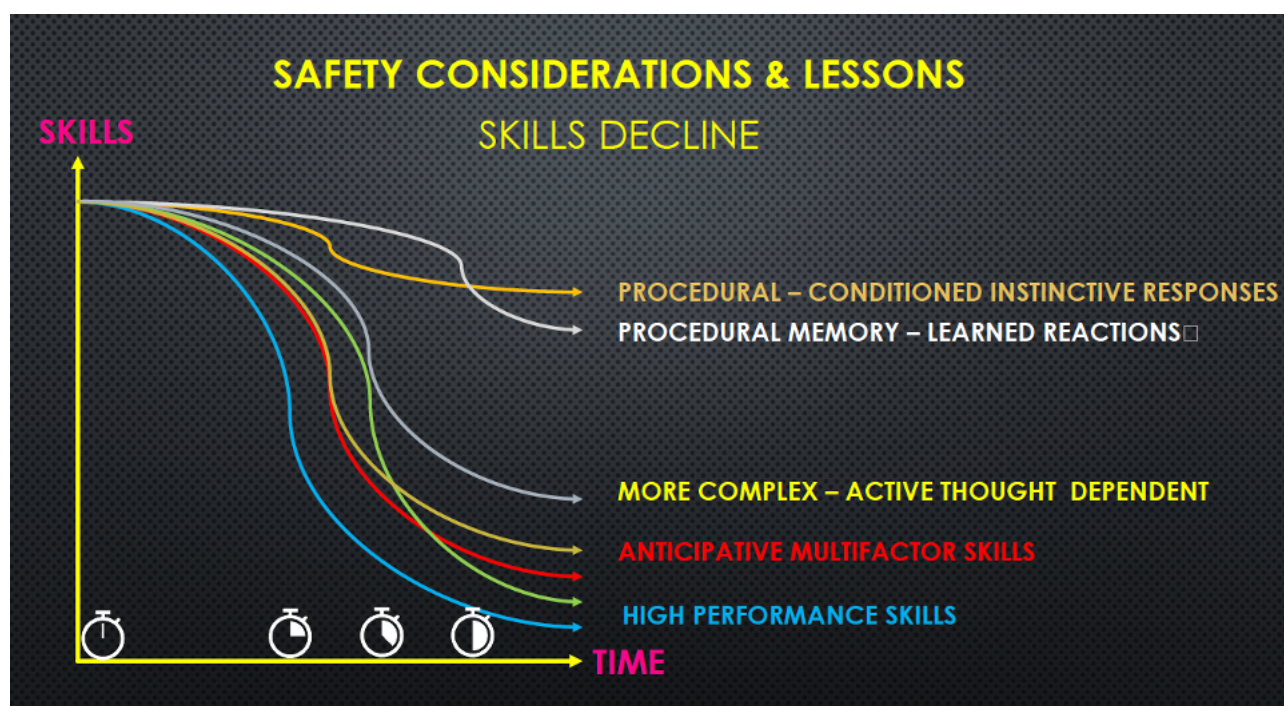 SAFETY CONSIDERATIONS & LESSONS
SKILLS DECLINE
SKILLS
PROCEDURAL – CONDITIONED INSTINCTIVE RESPONSES
PROCEDURAL MEMORY – LEARNED REACTIONS□
MORE COMPLEX – ACTIVE THOUGHT DEPENDENT
ANTICIPATIVE MULTIFACTOR SKILLS
HIGH PERFORMANCE SKILLS
TIME